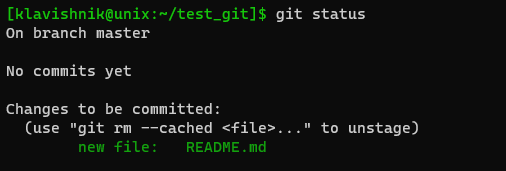 [klavishnik@unix:~/test_git]$ git status
On branch master
No commits yet
Changes to be committed:
(use "git rm --cached <file>..." to unstage)
new file: README.md